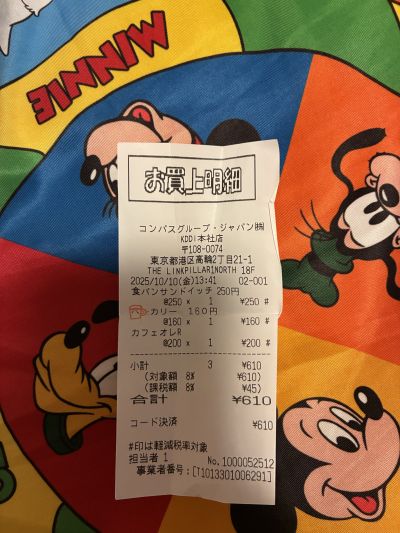 MINNIE
お買上明細
コンパスグループ・ジャパン㈱
KDDI本社店
〒108-0074
東京都港区高輪2丁目21-1
THE LINKPILLAR1NORTH 18F
2025/10/10(金)13:41 02-001
食パンサンドイッチ 250円
@250 x 1 ¥250 #
カリー 160円
@160 x 1 ¥160 #
カフェオレR
@200 x 1 ¥200 #
小計 3 ¥610
(対象額 8% ¥610)
(課税額 8% ¥45)
合計 ¥610
コード決済 ¥610
#印は軽減税率対象
担当者 1 No.1000052512
事業者番号:[T1013301006291]